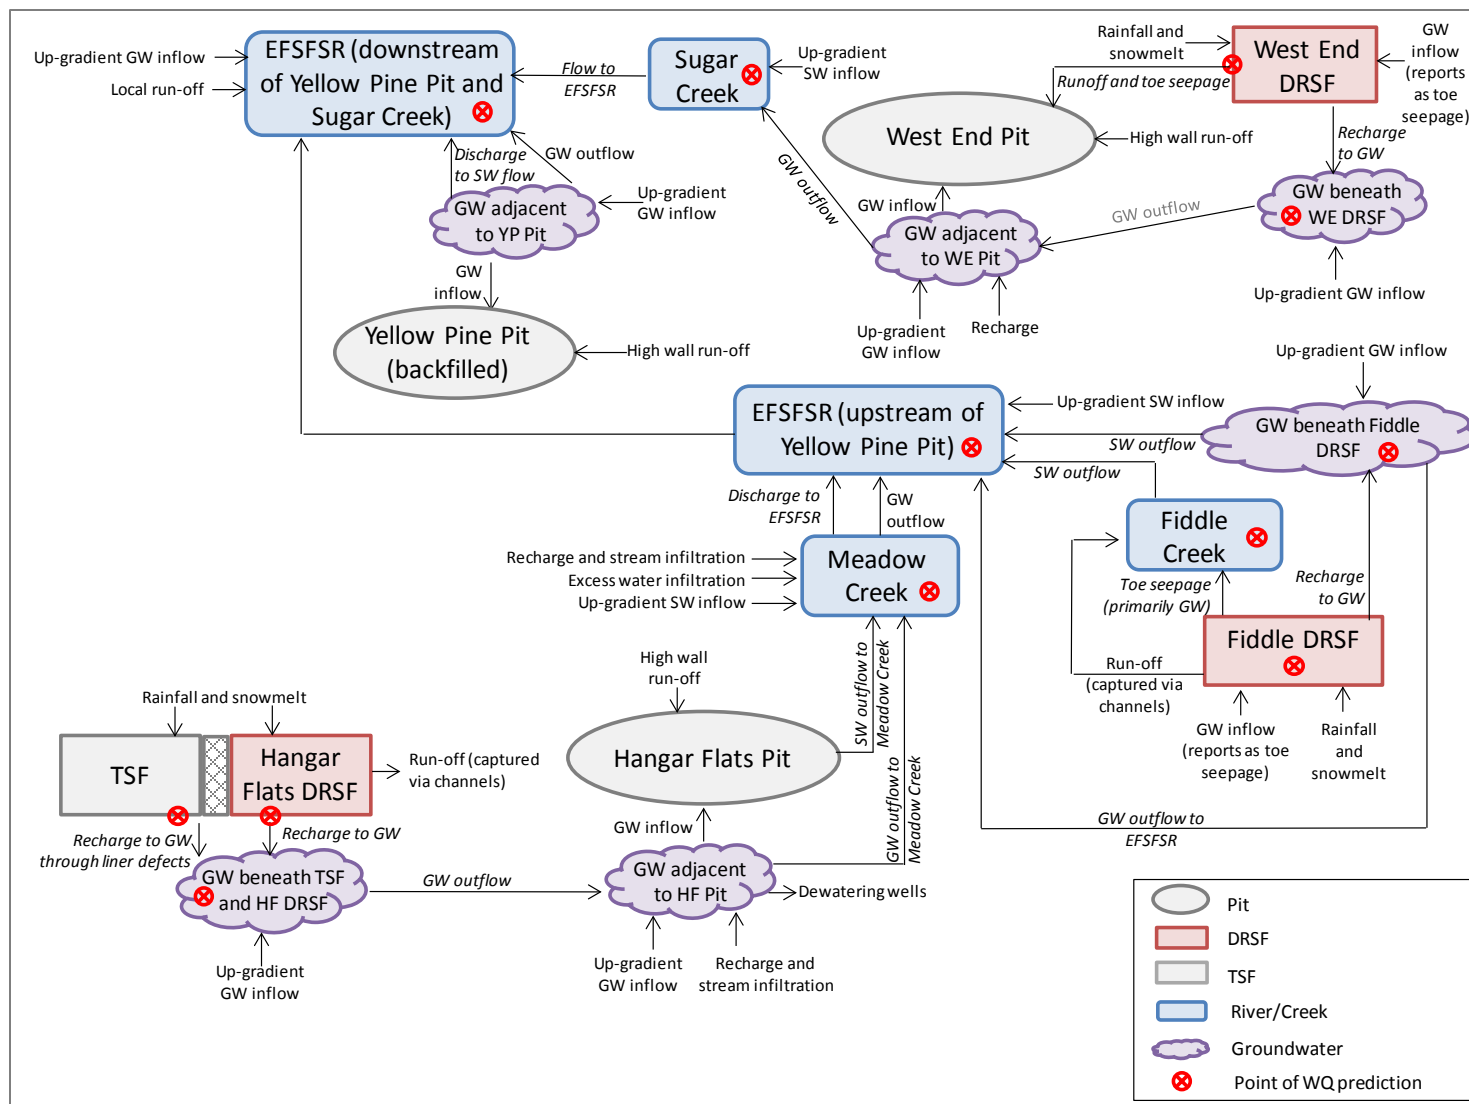 Up-gradient GW inflow
Local run-off
EFSFSR (downstream
of Yellow Pine Pit and
Sugar Creek)
Flow to
EFSFSR
Sugar
Creek
Up-gradient
SW inflow
Rainfall and
snowmelt
Runoff and toe seepage
West End
DRSF
GW
inflow
(reports
as toe
seepage)
West End Pit
High wall run-off
Recharge
to GW
Discharge
to SW flow
GW outflow
GW adjacent
to YP Pit
Up-gradient
GW inflow
GW outflow
GW inflow
GW adjacent
to WE Pit
GW outflow
GW beneath
WE DRSF
Up-gradient GW inflow
GW
inflow
Up-gradient
GW inflow
Recharge
Yellow Pine Pit
(backfilled)
High wall run-off
Up-gradient GW inflow
EFSFSR (upstream of
Yellow Pine Pit)
Up-gradient SW inflow
SW outflow
GW beneath Fiddle
DRSF
SW outflow
Discharge to
EFSFSR
GW
outflow
Fiddle
Creek
Recharge and stream infiltration
Excess water infiltration
Up-gradient SW inflow
Meadow
Creek
Toe seepage
(primarily GW)
Recharge
to GW
Fiddle DRSF
Run-off
(captured via
channels)
GW inflow
(reports as toe
seepage)
Rainfall
and
snowmelt
High wall
run-off
SW outflow to
Meadow Creek
Hangar Flats Pit
GW outflow to
Meadow Creek
Rainfall and snowmelt
TSF
Hangar
Flats DRSF
Run-off (captured
via channels)
Recharge to GW
through liner defects
Recharge to GW
GW inflow
GW outflow to
EFSFSR
GW beneath TSF
and HF DRSF
GW outflow
GW adjacent
to HF Pit
Dewatering wells
Up-gradient
GW inflow
Up-gradient
GW inflow
Recharge and
stream infiltration
Pit
DRSF
TSF
River/Creek
Groundwater
Point of WQ prediction